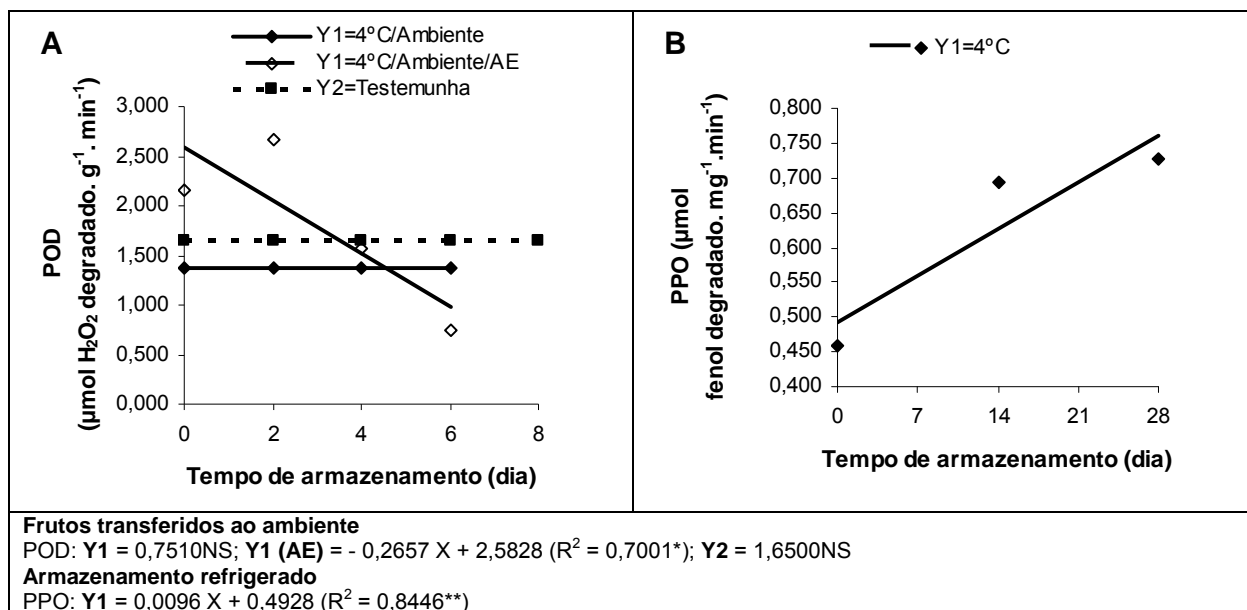 A
Y1=4ºC/Ambiente
Y1=4ºC/Ambiente/AE
Y2=Testemunha
POD
(µmol H₂O₂ degradado. g⁻¹. min⁻¹)
3,000
2,500
2,000
1,500
1,000
0,500
0,000
0 2 4 6 8
Tempo de armazenamento (dia)
B
Y1=4ºC
PPO (µmol
fenol degradado. mg⁻¹.min⁻¹)
0,800
0,750
0,700
0,650
0,600
0,550
0,500
0,450
0,400
0 7 14 21 28
Tempo de armazenamento (dia)
Frutos transferidos ao ambiente
POD: Y1 = 0,7510NS; Y1 (AE) = - 0,2657 X + 2,5828 (R² = 0,7001*); Y2 = 1,6500NS
Armazenamento refrigerado
PPO: Y1 = 0,0096 X + 0,4928 (R² = 0,8446**)